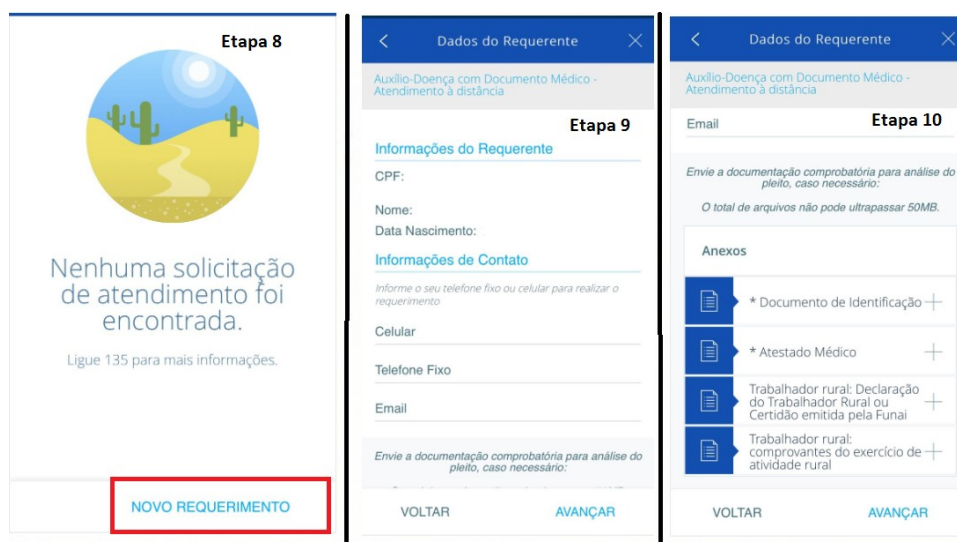 Etapa 8
Nenhuma solicitação
de atendimento foi
encontrada.
Ligue 135 para mais informações.
NOVO REQUERIMENTO
Dados do Requerente
Auxílio-Doença com Documento Médico -
Atendimento à distância
Etapa 9
Informações do Requerente
CPF:
Nome:
Data Nascimento:
Informações de Contato
Informe o seu telefone fixo ou celular para realizar o
requerimento
Celular
Telefone Fixo
Email
Envie a documentação comprobatória para análise do
pleito, caso necessário:
VOLTAR AVANÇAR
Dados do Requerente
Auxílio-Doença com Documento Médico -
Atendimento à distância
Email Etapa 10
Envie a documentação comprobatória para análise do
pleito, caso necessário:
O total de arquivos não pode ultrapassar 50MB.
Anexos
* Documento de Identificação
* Atestado Médico
Trabalhador rural: Declaração
do Trabalhador Rural ou
Certidão emitida pela Funai
Trabalhador rural:
comprovantes do exercício de
atividade rural
VOLTAR AVANÇAR